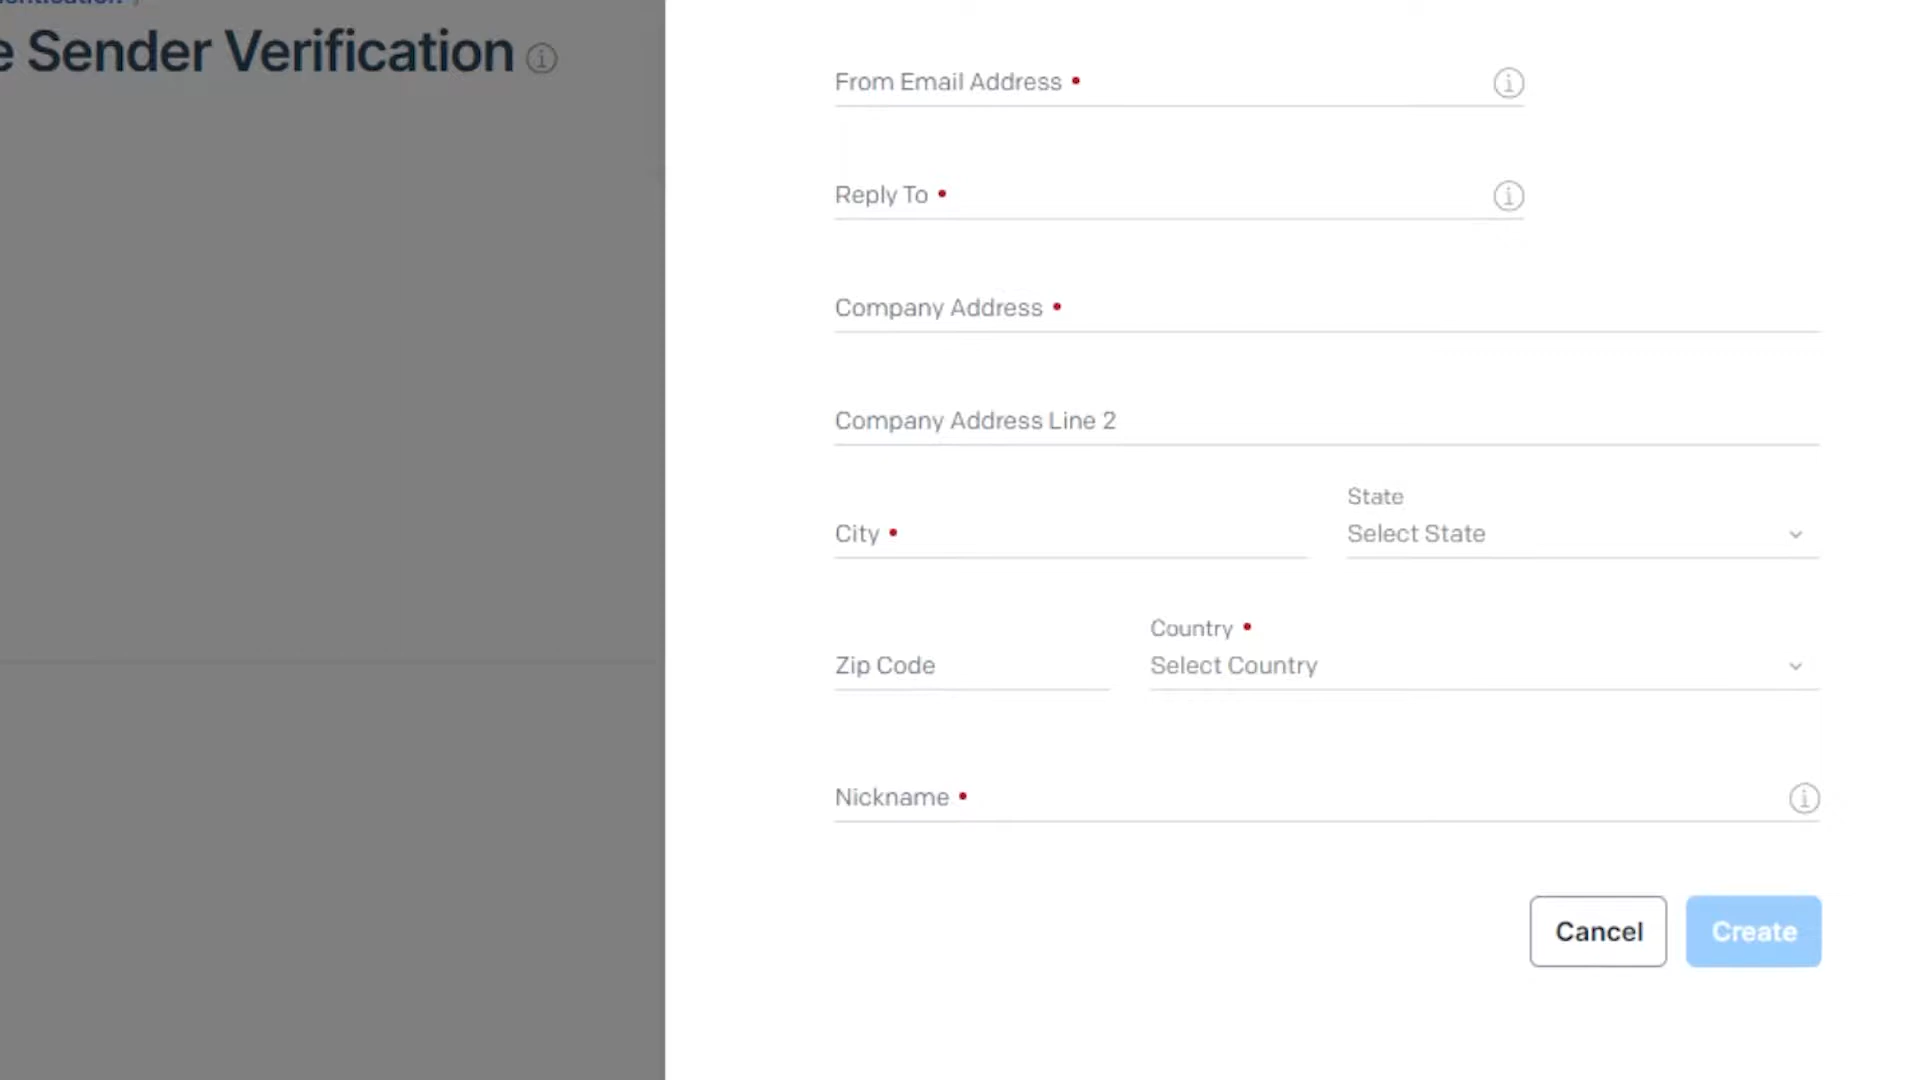 e Sender Verification
From Email Address •
Reply To •
Company Address •
Company Address Line 2
State
City •
Select State
Country •
Zip Code
Select Country
Nickname •
Cancel
Create